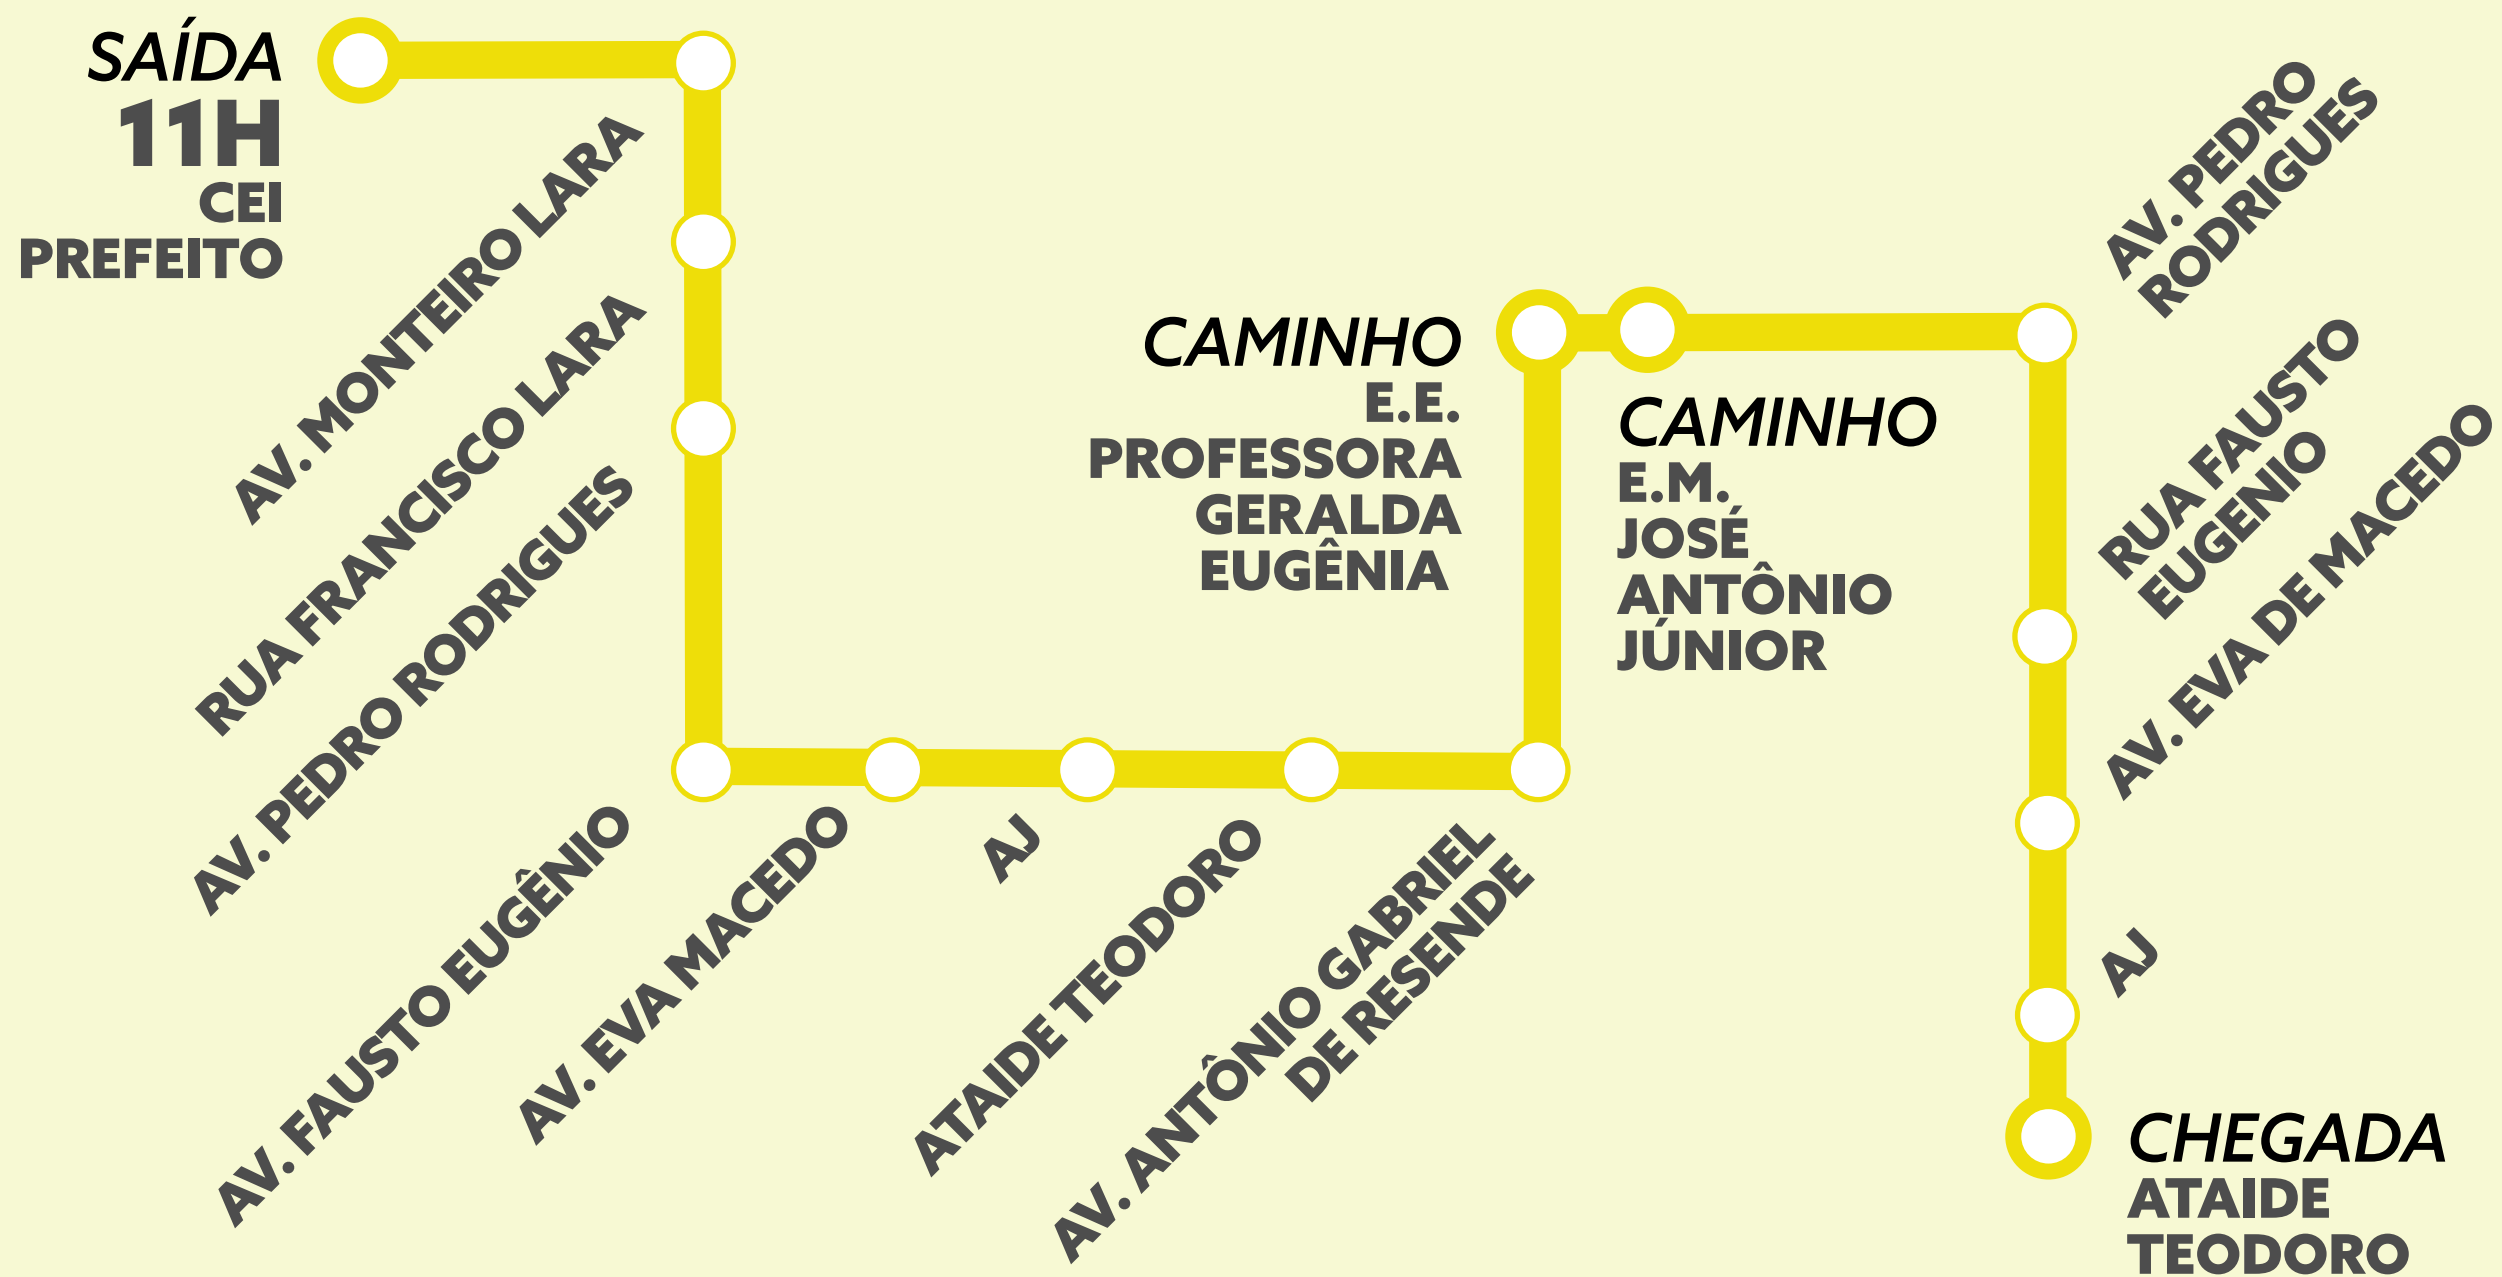 SAÍDA
11H
CEI
PREFEITO
AV. MONTEIRO LARA
RUA FRANCISCO LARA
AV. PEDRO RODRIGUES
AV. FAUSTO EUGÊNIO
AV. EVA MACEDO
AJ
ATAIDE TEODORO
AV. ANTÔNIO GABRIEL
DE RESENDE
CAMINHO
E.E.
PROFESSORA
GERALDA
EUGÊNIA
CAMINHO
E.M.
JOSÉ
ANTÔNIO
JÚNIOR
AV. PEDRO
RODRIGUES
RUA FAUSTO
EUGENIO
AV. EVA DE MACEDO
AJ
CHEGADA
ATAIDE
TEODORO